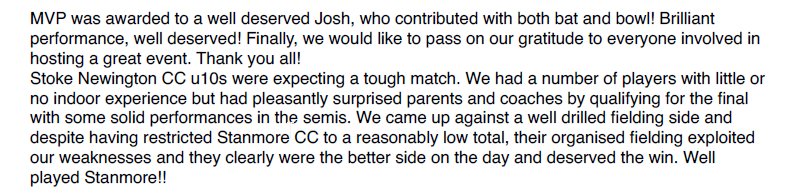 MVP was awarded to a well deserved Josh, who contributed with both bat and bowl! Brilliant
performance, well deserved! Finally, we would like to pass on our gratitude to everyone involved in
hosting a great event. Thank you all!
Stoke Newington CC u10s were expecting a tough match. We had a number of players with little or
no indoor experience but had pleasantly surprised parents and coaches by qualifying for the final
with some solid performances in the semis. We came up against a well drilled fielding side and
despite having restricted Stanmore CC to a reasonably low total, their organised fielding exploited
our weaknesses and they clearly were the better side on the day and deserved the win. Well
played Stanmore!!